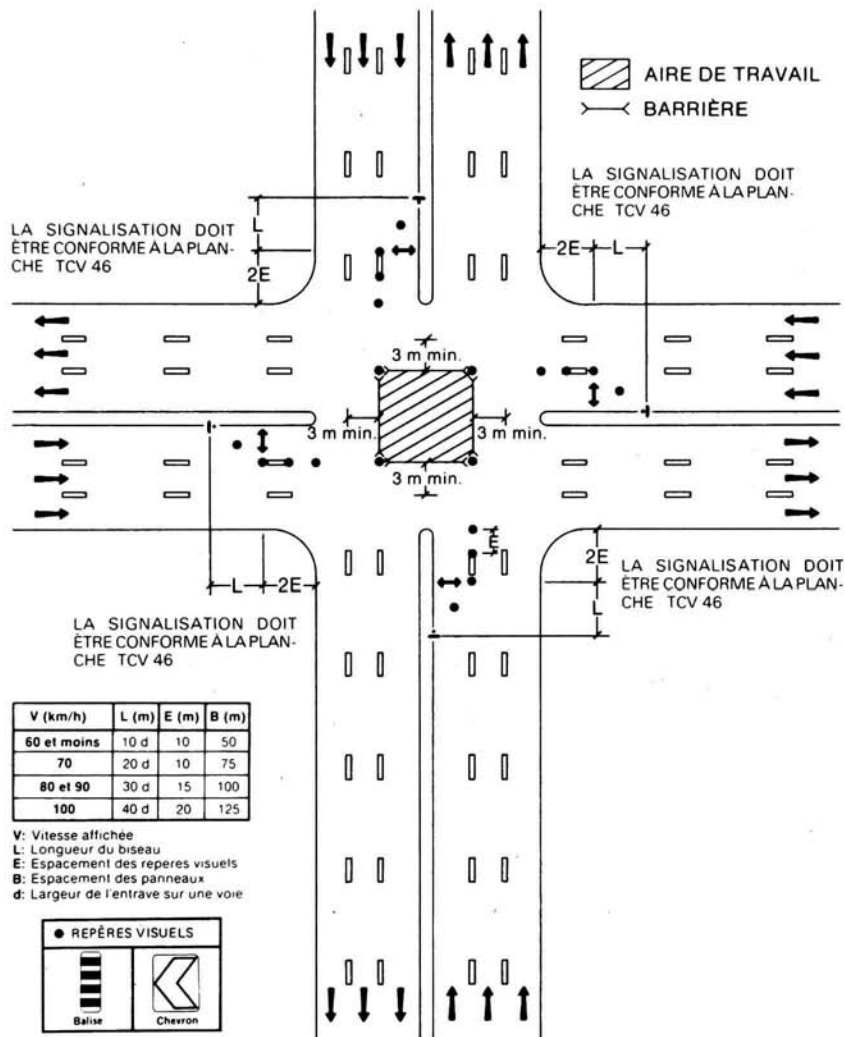 AIRE DE TRAVAIL
BARRIÈRE
LA SIGNALISATION DOIT
ÊTRE CONFORME À LA PLAN-
CHE TCV 46
L
2E
LA SIGNALISATION DOIT
ÊTRE CONFORME À LA PLAN-
CHE TCV 46
2E
L
3 m min.
3 m min.
3 m min.
3 m min.
E
L
2E
LA SIGNALISATION DOIT
ÊTRE CONFORME À LA PLAN-
CHE TCV 46
2E
L
LA SIGNALISATION DOIT
ÊTRE CONFORME À LA PLAN-
CHE TCV 46
V (km/h) L (m) E (m) B (m)
60 et moins 10 d 10 50
70 20 d 10 75
80 et 90 30 d 15 100
100 40 d 20 125
V: Vitesse affichée
L: Longueur du biseau
E: Espacement des reperes visuels
B: Espacement des panneaux
d: Largeur de l'entrave sur une voie
REPÈRES VISUELS
Balise
Chevron